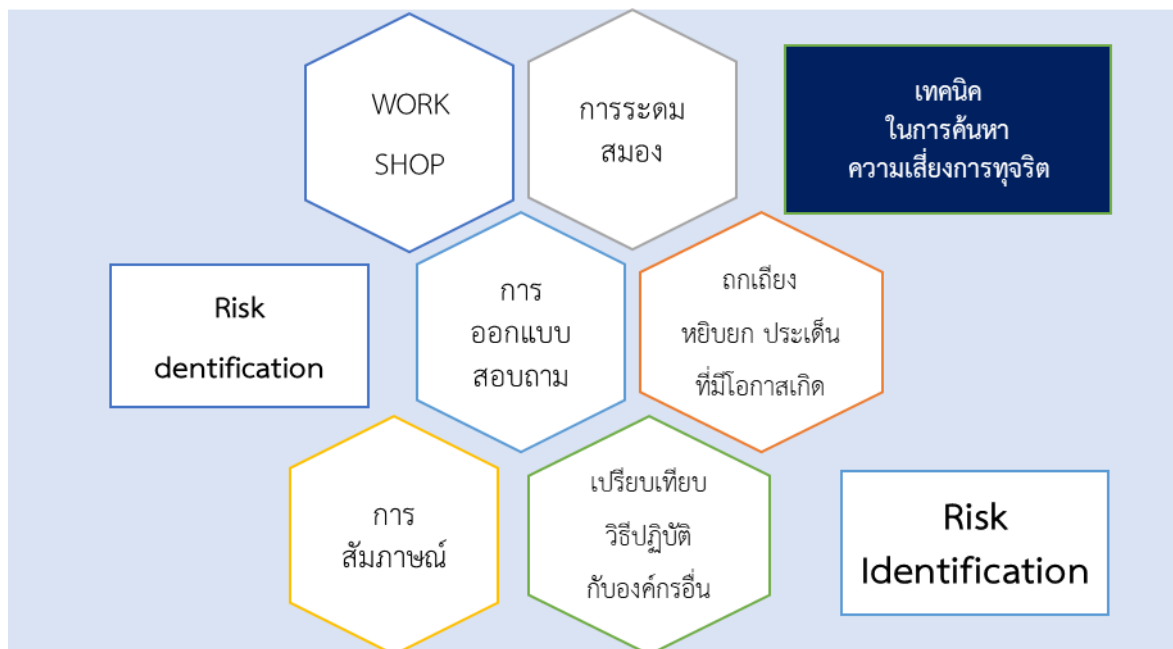 WORK
SHOP
การระดม
สมอง
เทคนิค
ในการค้นหา
ความเสี่ยงการทุจริต
Risk
dentification
การ
ออกแบบ
สอบถาม
ถกเถียง
หยิบยก ประเด็น
ที่มีโอกาสเกิด
การ
สัมภาษณ์
เปรียบเทียบ
วิธีปฏิบัติ
กับองค์กรอื่น
Risk
Identification